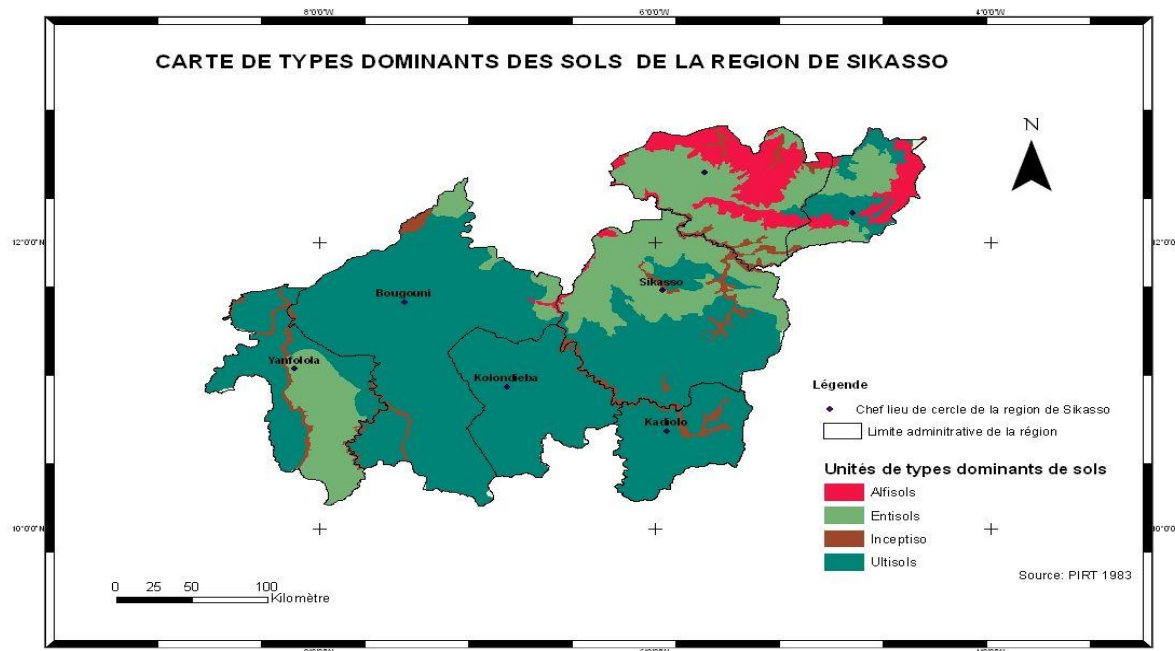 8°0'0"W 6°0'0"W 4°0'0"W
CARTE DE TYPES DOMINANTS DES SOLS DE LA REGION DE SIKASSO
N
12°0'0"N
Sikasso
Bougouni
Yanfolola
Kolondieba
Kadiolo
Légende
Chef lieu de cercle de la region de Sikasso
Limite adminitrative de la région
Unités de types dominants de sols
Alfisols
Entisols
Inceptiso
Ultisols
10°0'0"N
Source: PIRT 1983
0 25 50 100
Kilomètre